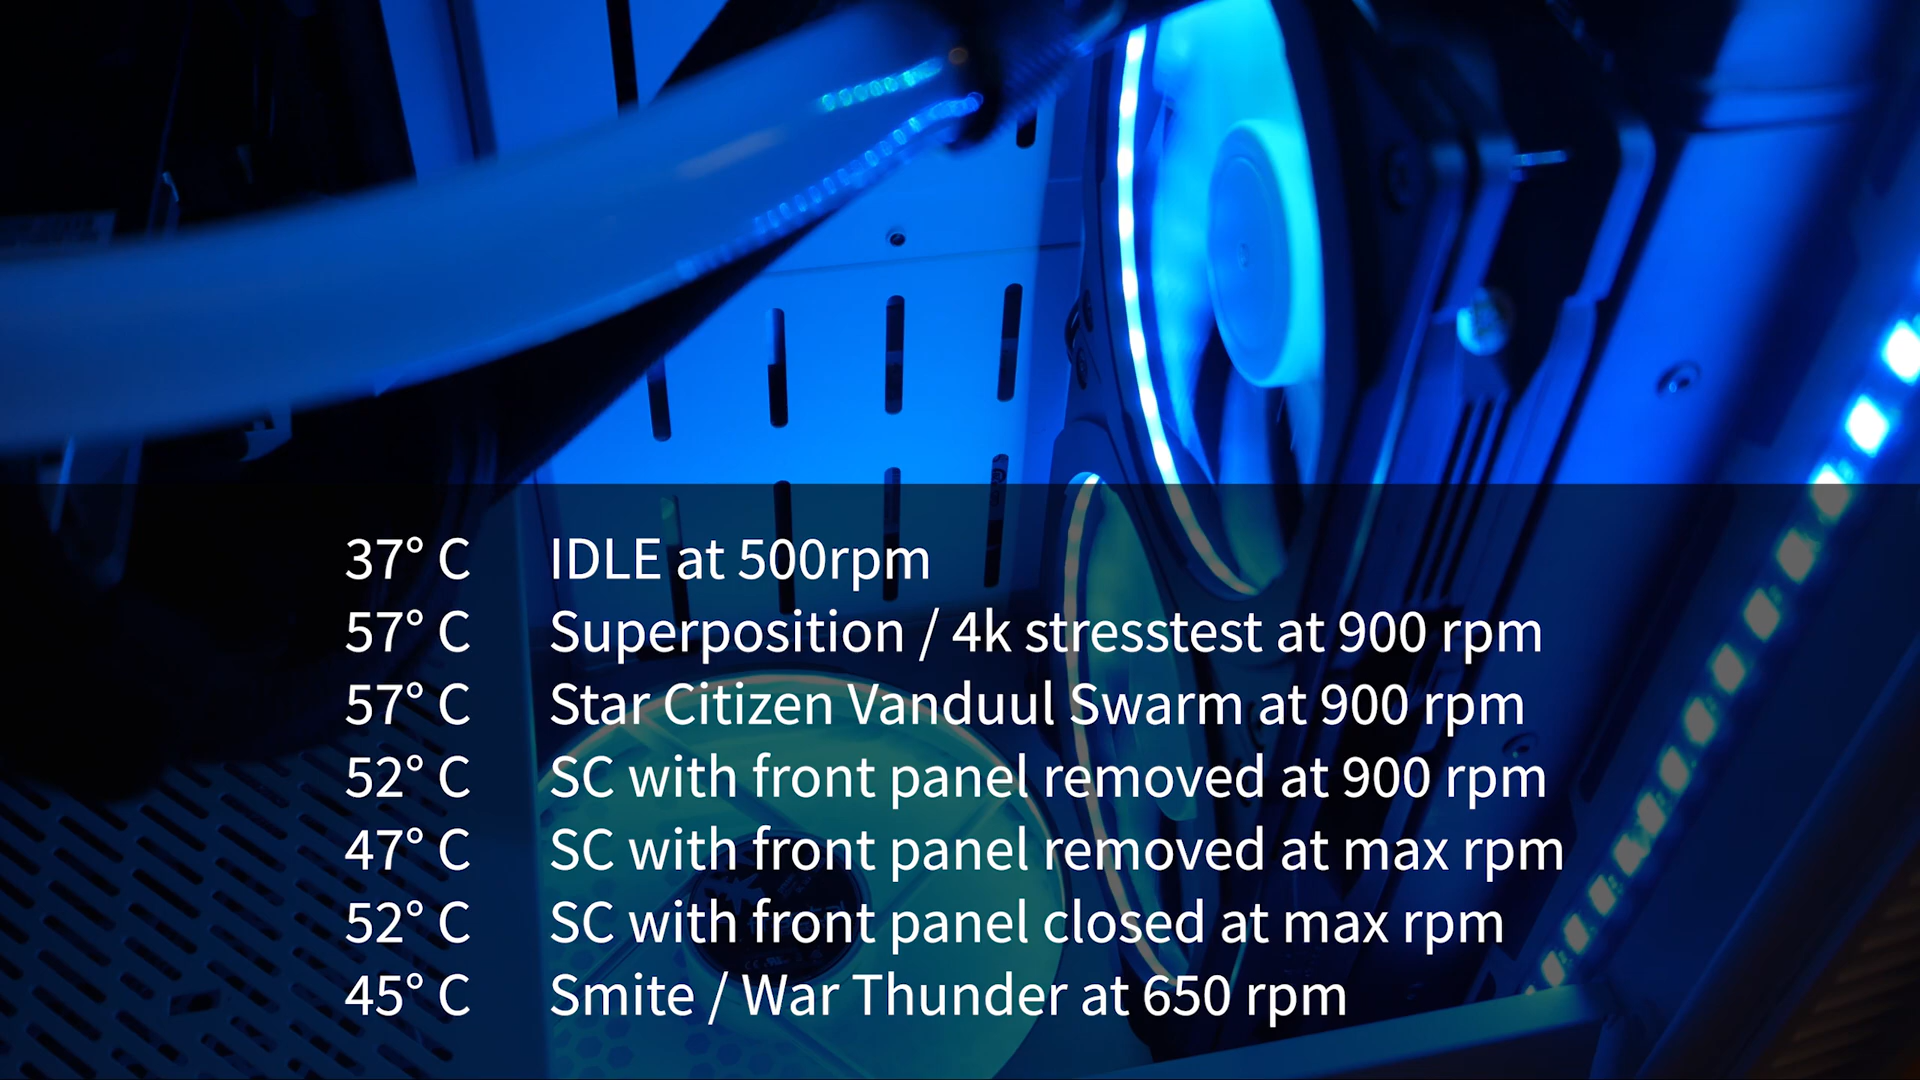 37° C IDLE at 500rpm
57° C Superposition / 4k stresstest at 900 rpm
57° C Star Citizen Vanduul Swarm at 900 rpm
52° C SC with front panel removed at 900 rpm
47° C SC with front panel removed at max rpm
52° C SC with front panel closed at max rpm
45° C Smite / War Thunder at 650 rpm